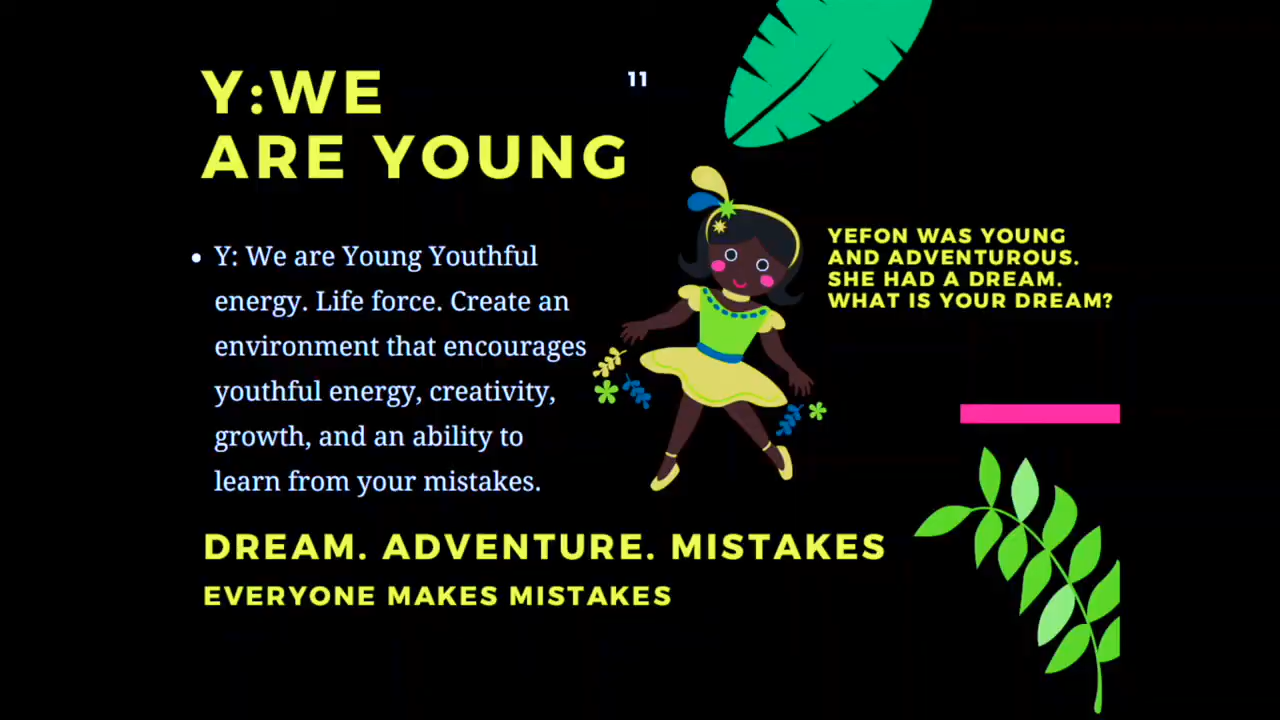 Y:WE
ARE YOUNG
11
• Y: We are Young Youthful
energy. Life force. Create an
environment that encourages
youthful energy, creativity,
growth, and an ability to
learn from your mistakes.
YEFON WAS YOUNG
AND ADVENTUROUS.
SHE HAD A DREAM.
WHAT IS YOUR DREAM?
DREAM. ADVENTURE. MISTAKES
EVERYONE MAKES MISTAKES